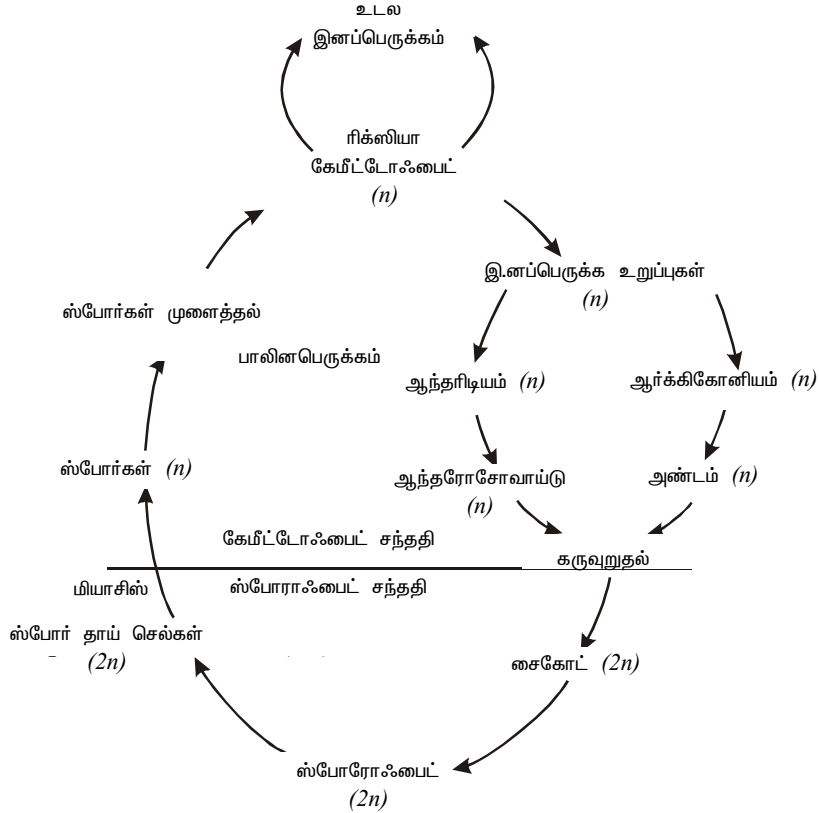 உடல
இனப்பெருக்கம்
ரிக்ஸியா
கேமீட்டோஃபைட்
(n)
இ.னப்பெருக்க உறுப்புகள்
(n)
ஸ்போர்கள் முளைத்தல்
பாலினபெருக்கம்
ஆந்தரிடியம் (n)
ஆர்க்கிகோனியம் (n)
ஸ்போர்கள் (n)
ஆந்தரோசோவாய்டு
(n)
அண்டம் (n)
கேமீட்டோஃபைட் சந்ததி
கருவுறுதல்
மியாசிஸ்
ஸ்போராஃபைட் சந்ததி
ஸ்போர் தாய் செல்கள்
(2n)
சைகோட் (2n)
ஸ்போரோஃபைட்
(2n)